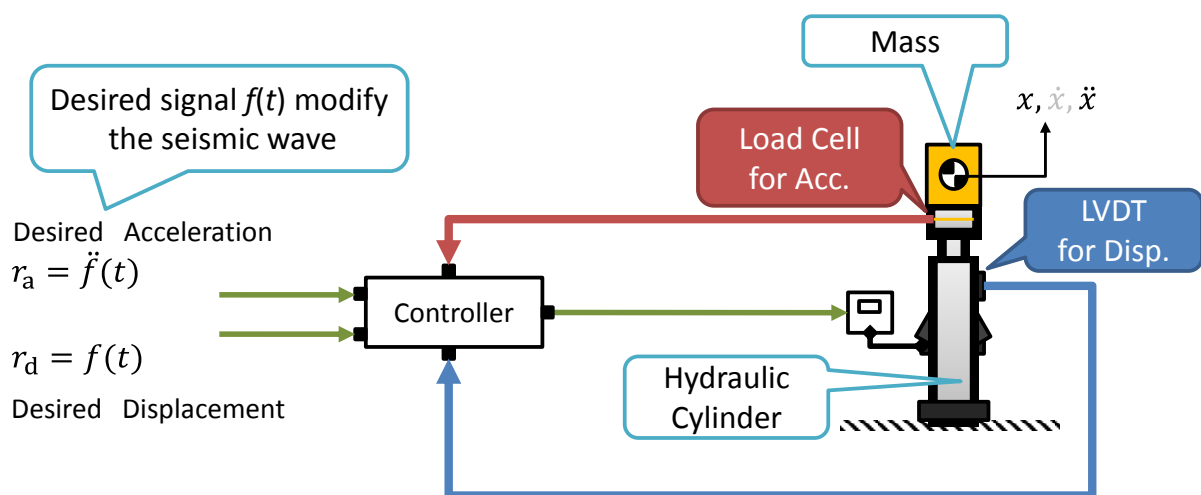 Mass
Desired signal f(t) modify
the seismic wave
x, ẋ, ẍ
Load Cell
for Acc.
LVDT
for Disp.
Desired Acceleration
rₐ = f̈(t)
Controller
r_d = f(t)
Desired Displacement
Hydraulic
Cylinder